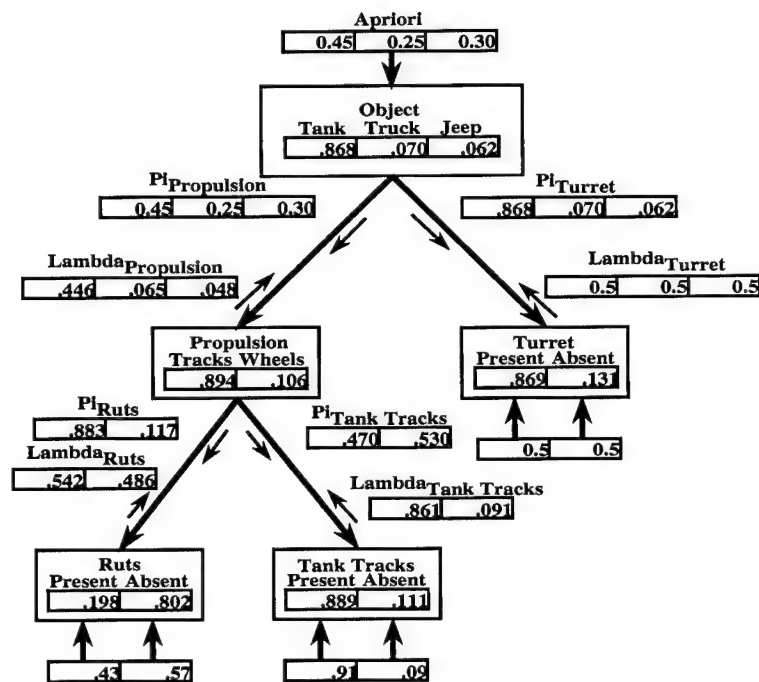 Apriori
0.45 0.25 0.30
Object
Tank Truck Jeep
.868 .070 .062
PiPropulsion
0.45 0.25 0.30
PiTurret
.868 .070 .062
LambdaPropulsion
.446 .065 .048
LambdaTurret
0.5 0.5 0.5
Propulsion
Tracks Wheels
.894 .106
Turret
Present Absent
.869 .131
PiRuts
.883 .117
PiTank Tracks
.470 .530
0.5 0.5
LambdaRuts
.542 .486
LambdaTank Tracks
.861 .091
Ruts
Present Absent
.198 .802
Tank Tracks
Present Absent
.889 .111
.43 .57
.91 .09